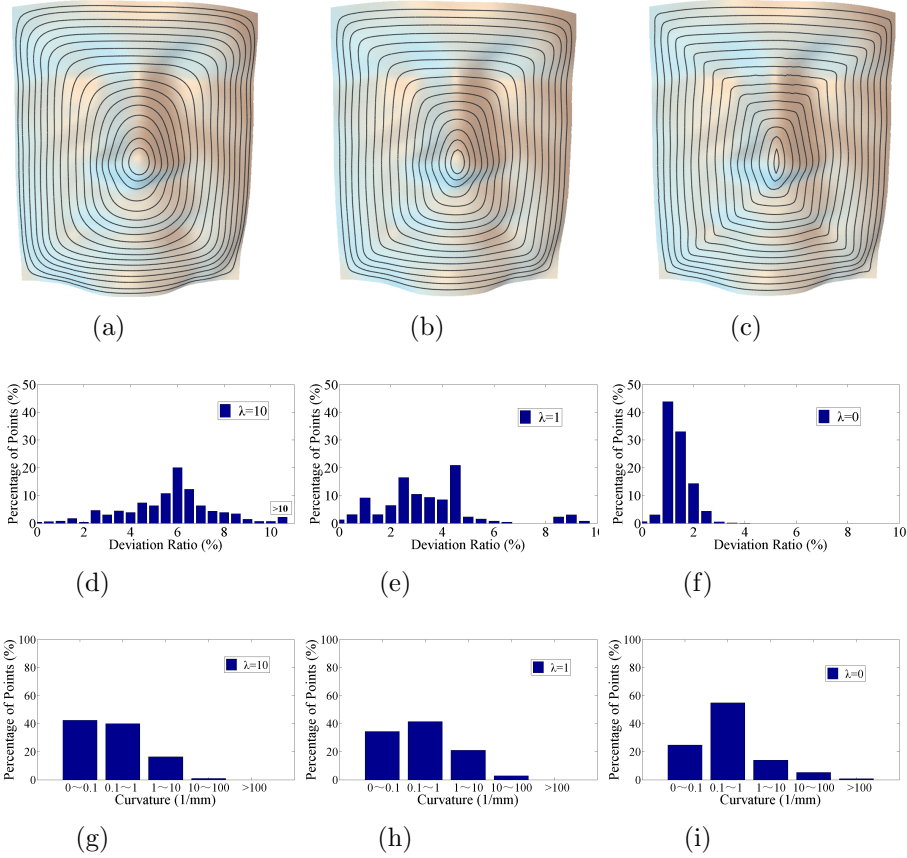 (a) (b) (c)
Percentage of Points (%)
50
40
30
20
10
0
λ=10
>10
0 2 4 6 8 10
Deviation Ratio (%)
(d)
Percentage of Points (%)
50
40
30
20
10
0
λ=1
0 2 4 6 8 10
Deviation Ratio (%)
(e)
Percentage of Points (%)
50
40
30
20
10
0
λ=0
0 2 4 6 8 10
Deviation Ratio (%)
(f)
Percentage of Points (%)
100
80
60
40
20
0
λ=10
0~0.1 0.1~1 1~10 10~100 >100
Curvature (1/mm)
(g)
Percentage of Points (%)
100
80
60
40
20
0
λ=1
0~0.1 0.1~1 1~10 10~100 >100
Curvature (1/mm)
(h)
Percentage of Points (%)
100
80
60
40
20
0
λ=0
0~0.1 0.1~1 1~10 10~100 >100
Curvature (1/mm)
(i)